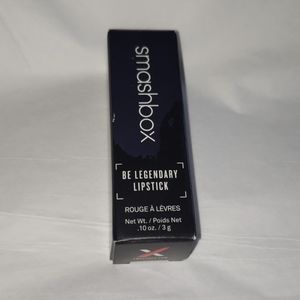 smashbox
BE LEGENDARY
LIPSTICK
ROUGE À LÈVRES
Net Wt. / Poids Net
.10 oz. / 3 g
X